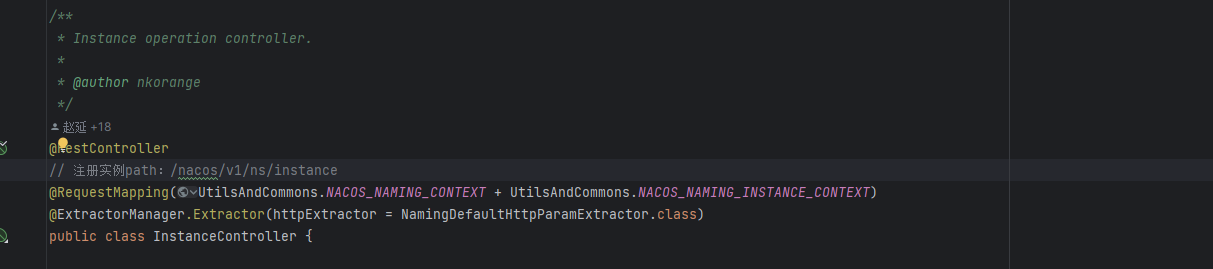 /**
 * Instance operation controller.
 *
 * @author nkorange
 */
赵延 +18
@RestController
// 注册实例path: /nacos/v1/ns/instance
@RequestMapping(UtilsAndCommons.NACOS_NAMING_CONTEXT + UtilsAndCommons.NACOS_NAMING_INSTANCE_CONTEXT)
@ExtractorManager.Extractor(httpExtractor = NamingDefaultHttpParamExtractor.class)
public class InstanceController {